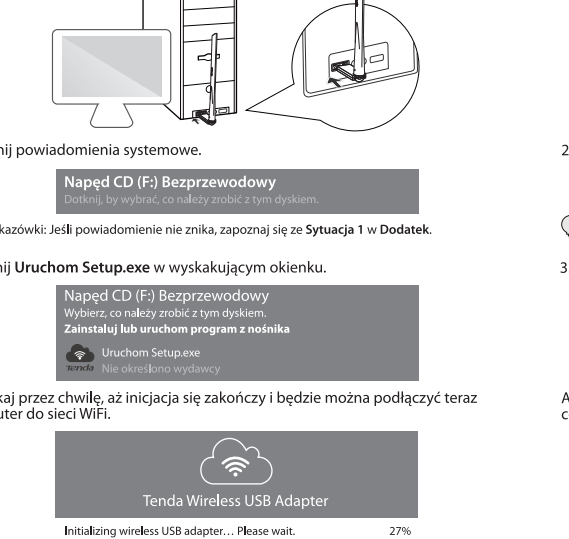 nij powiadomienia systemowe.
Napęd CD (F:) Bezprzewodowy
Dotknij, by wybrać, co należy zrobić z tym dyskiem.
kazówki: Jeśli powiadomienie nie znika, zapoznaj się ze Sytuacja 1 w Dodatek.
nij Uruchom Setup.exe w wyskakującym okienku.
Napęd CD (F:) Bezprzewodowy
Wybierz, co należy zrobić z tym dyskiem.
Zainstaluj lub uruchom program z nośnika
Uruchom Setup.exe
Tenda Nie określono wydawcy
kaj przez chwilę, aż inicjacja się zakończy i będzie można podłączyć teraz
uter do sieci WiFi.
Tenda Wireless USB Adapter
Initializing wireless USB adapter… Please wait. 27%
2
3
A
c